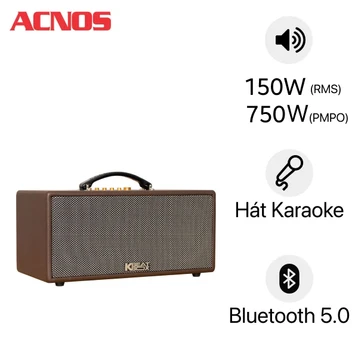 ACNOS
150W (RMS)
750W (PMPO)
Hát Karaoke
Bluetooth 5.0